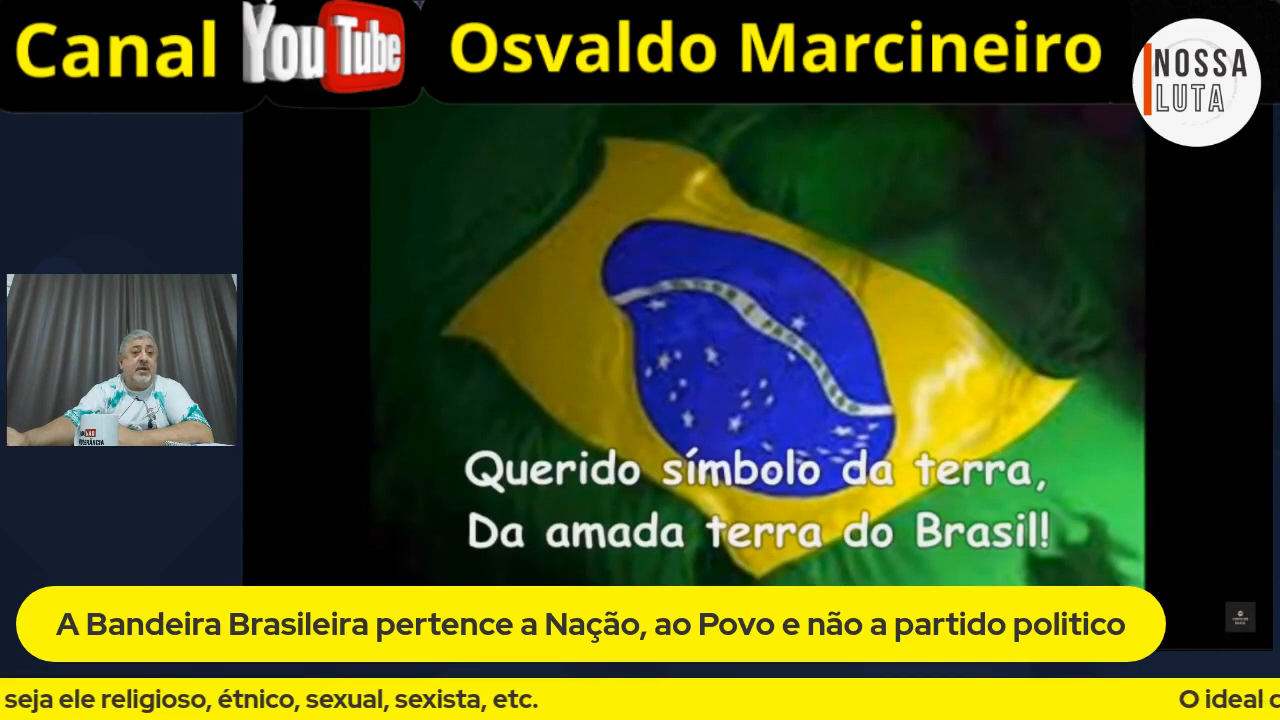 Canal YouTube Osvaldo Marcineiro
NOSSA
LUTA
Querido símbolo da terra,
Da amada terra do Brasil!
A Bandeira Brasileira pertence a Nação, ao Povo e não a partido politico
seja ele religioso, étnico, sexual, sexista, etc.
O ideal